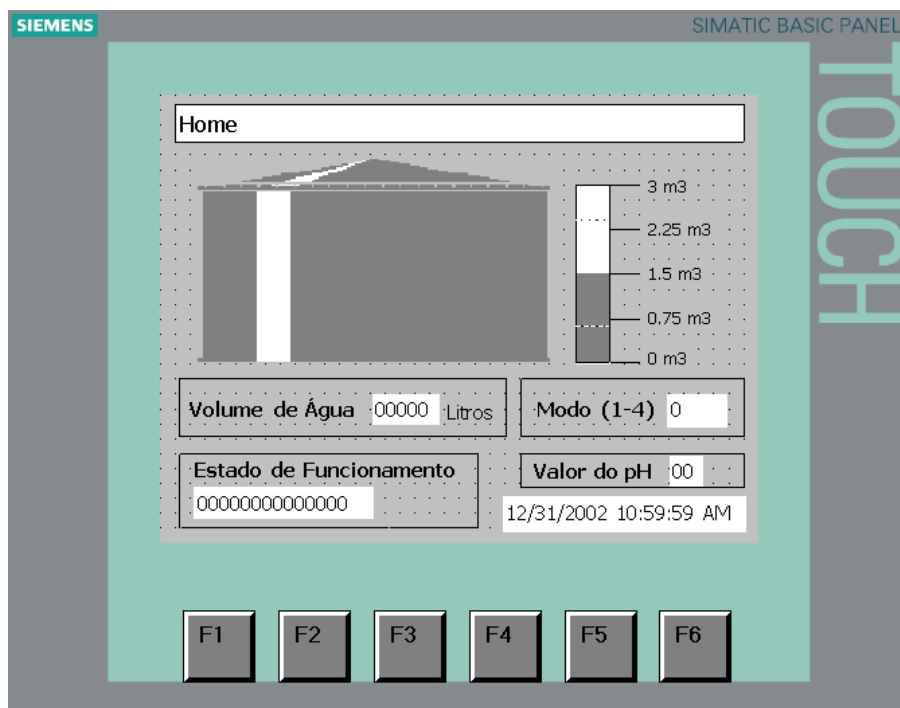 SIEMENS
SIMATIC BASIC PANEL
TOUCH
Home
3 m3
2.25 m3
1.5 m3
0.75 m3
0 m3
Volume de Água 00000 Litros
Modo (1-4) 0
Estado de Funcionamento
00000000000000
Valor do pH 00
12/31/2002 10:59:59 AM
F1 F2 F3 F4 F5 F6